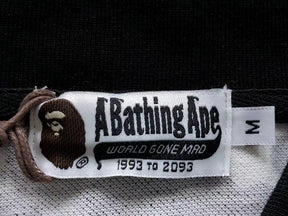 A Bathing Ape
WORLD GONE MAD
1993 TO 2093
©
M